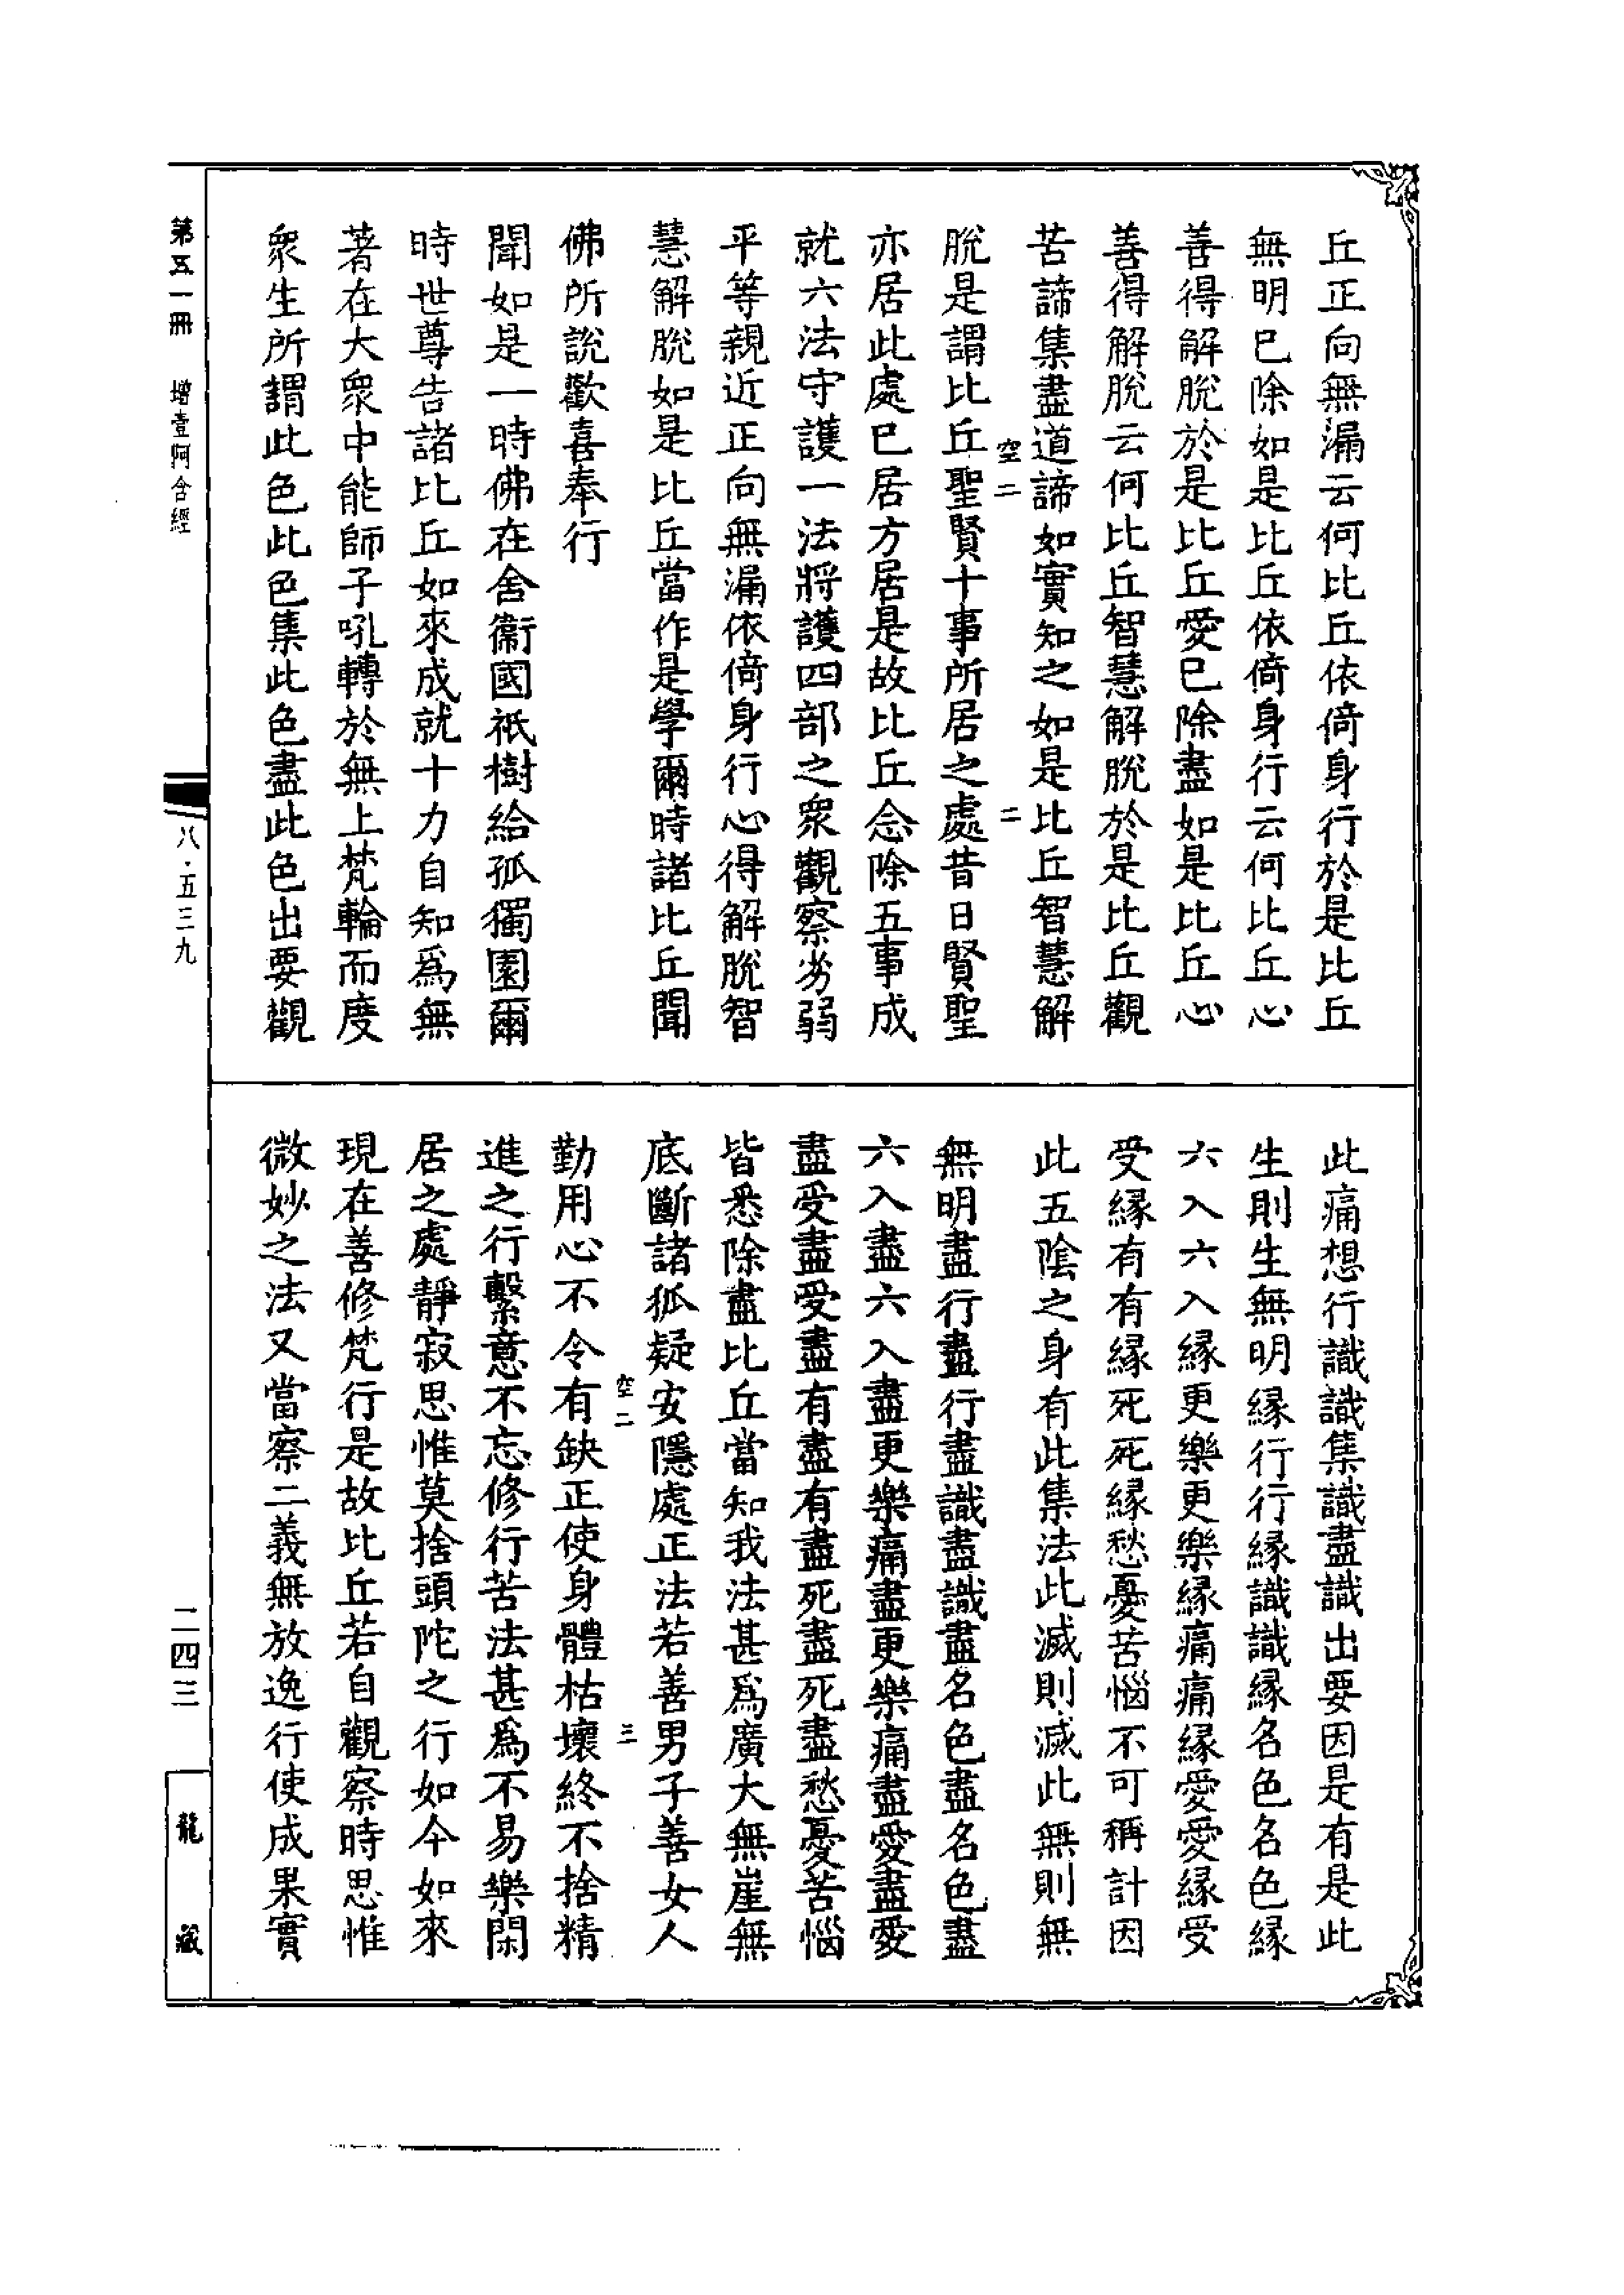 丘正向無漏云何比丘依倚身行於是比丘
無明已除如是比丘依倚身行云何比丘心
善得解脫於是比丘愛已除盡如是比丘心
善得解脫云何比丘智慧解脫於是比丘觀
苦諦集盡道諦如實知之如是比丘智慧解
空二
二
脫是謂比丘聖賢十事所居之處昔日賢聖
亦居此處已居方居是故比丘念除五事成
就六法守護一法將護四部之衆觀察劣弱
平等親近正向無漏依倚身行心得解脫智
慧解脫如是比丘當作是學爾時諸比丘聞
佛所說歡喜奉行
聞如是一時佛在舍衞國祇樹給孤獨園爾
時世尊告諸比丘如來成就十力自知爲無
著在大衆中能師子吼轉於無上梵輪而度
衆生所謂此色此色集此色盡此色出要觀
此痛想行識識集識盡識出要因是有是此
生則生無明緣行行緣識識緣名色名色緣
六入六入緣更樂更樂緣痛痛緣愛愛緣受
受緣有有緣死死緣愁憂苦惱不可稱計因
此五陰之身有此集法此滅則滅此無則無
無明盡行盡行盡識盡識盡名色盡名色盡
六入盡六入盡更樂痛盡更樂痛盡愛盡愛
盡受盡受盡有盡有盡死盡死盡愁憂苦惱
皆悉除盡比丘當知我法甚爲廣大無崖無
底斷諸狐疑安隱處正法若善男子善女人
空二
三
勤用心不令有缺正使身體枯壞終不捨精
進之行繫意不忘修行苦法甚爲不易樂閑
居之處靜寂思惟莫捨頭陀之行如今如來
現在善修梵行是故比丘若自觀察時思惟
微妙之法又當察二義無放逸行使成果實
第五一冊 增壹阿含經
八·五三九
二四三
龍藏